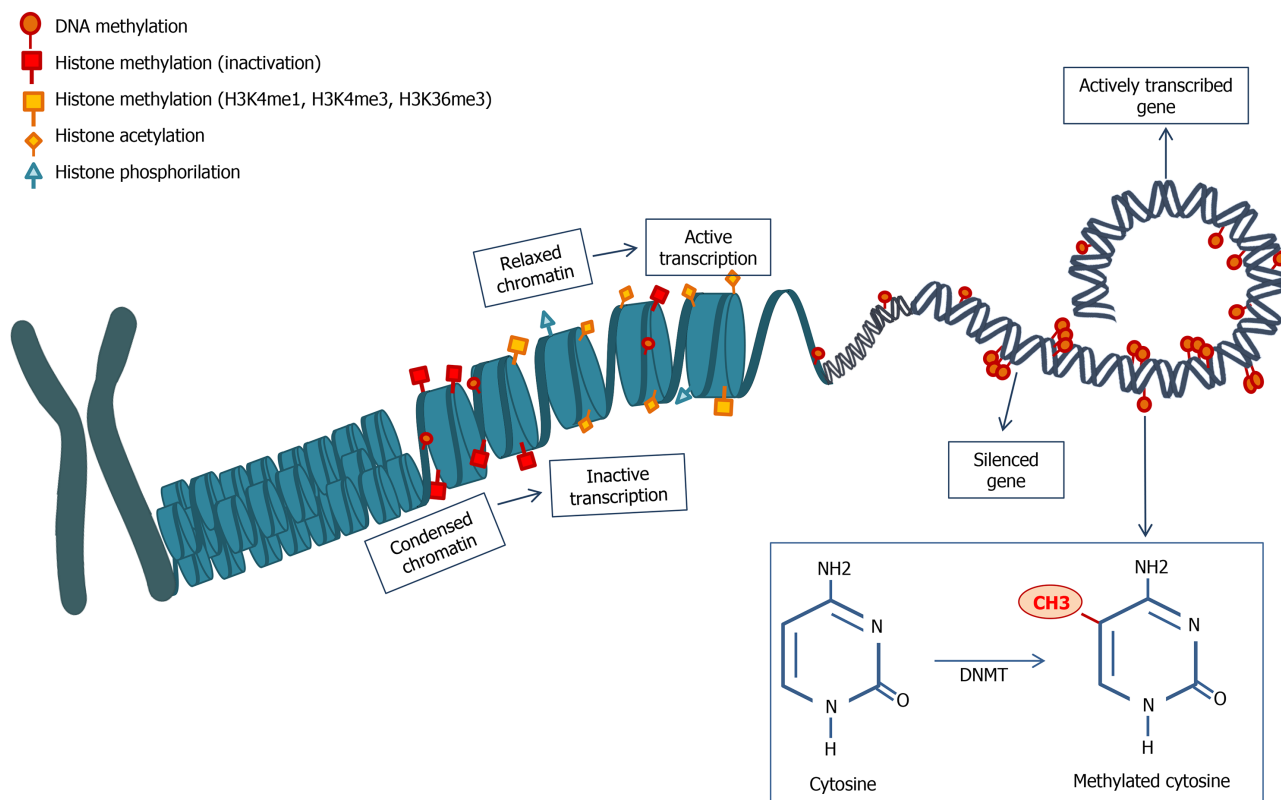 DNA methylation
Histone methylation (inactivation)
Histone methylation (H3K4me1, H3K4me3, H3K36me3)
Histone acetylation
Histone phosphorilation
Actively transcribed
gene
Relaxed
chromatin
Active
transcription
Condensed
chromatin
Inactive
transcription
Silenced
gene
NH2
N
O
N
H
Cytosine
DNMT
CH3
NH2
N
O
N
H
Methylated cytosine